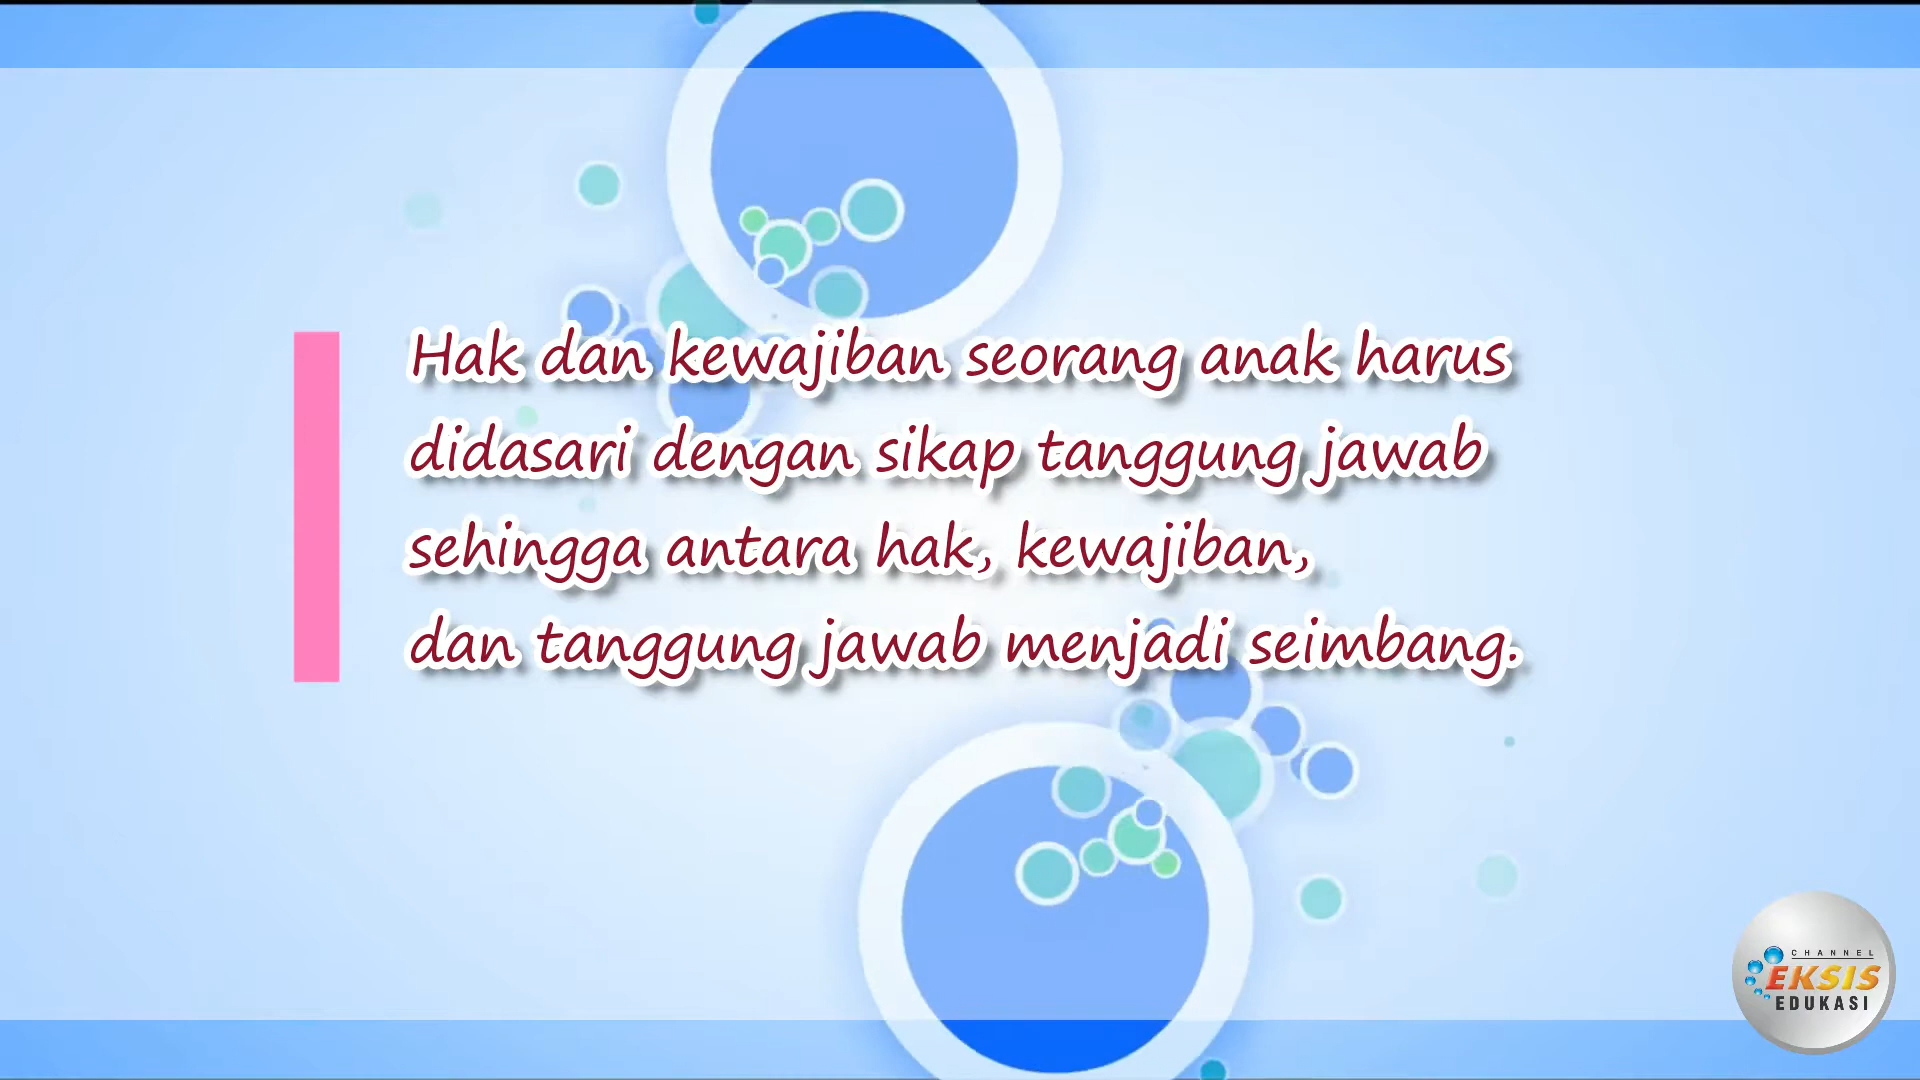 Hak dan kewajiban seorang anak harus
didasari dengan sikap tanggung jawab
sehingga antara hak, kewajiban,
dan tanggung jawab menjadi seimbang.
CHANNEL
EKSIS
EDUKASI